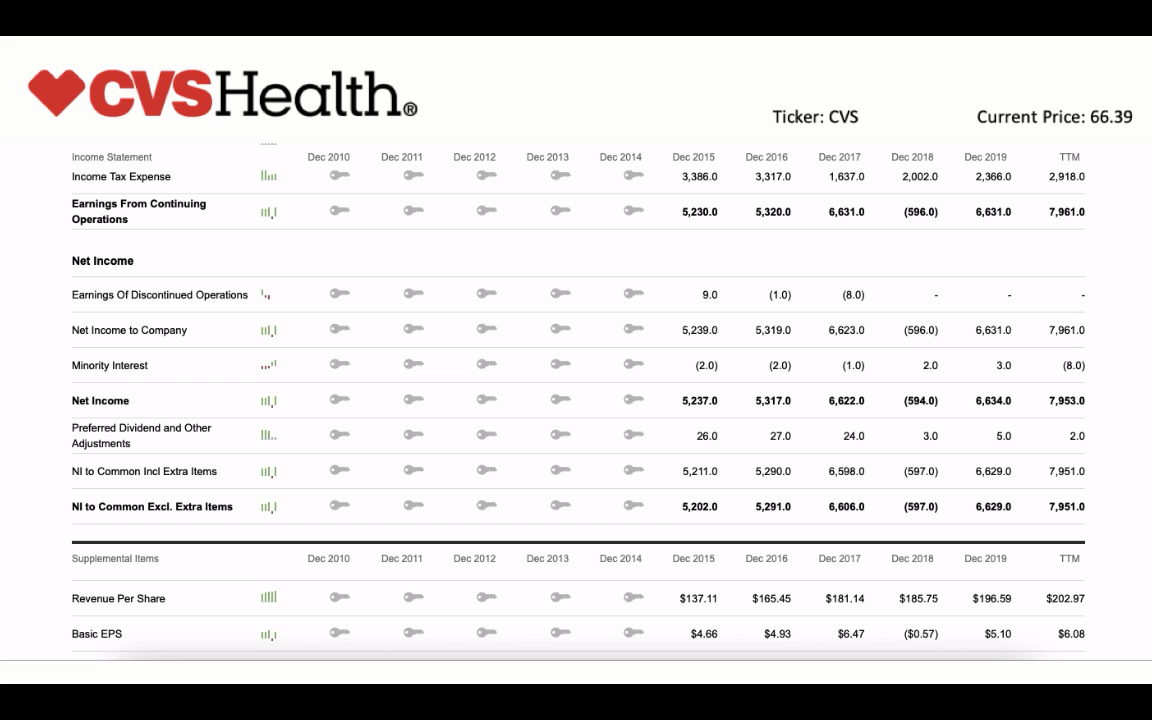 CVSHealth®
Ticker: CVS Current Price: 66.39
Income Statement Dec 2010 Dec 2011 Dec 2012 Dec 2013 Dec 2014 Dec 2015 Dec 2016 Dec 2017 Dec 2018 Dec 2019 TTM
Income Tax Expense 3,386.0 3,317.0 1,637.0 2,002.0 2,366.0 2,918.0
Earnings From Continuing
Operations 5,230.0 5,320.0 6,631.0 (596.0) 6,631.0 7,961.0
Net Income
Earnings Of Discontinued Operations 9.0 (1.0) (8.0) - - -
Net Income to Company 5,239.0 5,319.0 6,623.0 (596.0) 6,631.0 7,961.0
Minority Interest (2.0) (2.0) (1.0) 2.0 3.0 (8.0)
Net Income 5,237.0 5,317.0 6,622.0 (594.0) 6,634.0 7,953.0
Preferred Dividend and Other
Adjustments 26.0 27.0 24.0 3.0 5.0 2.0
NI to Common Incl Extra Items 5,211.0 5,290.0 6,598.0 (597.0) 6,629.0 7,951.0
NI to Common Excl. Extra Items 5,202.0 5,291.0 6,606.0 (597.0) 6,629.0 7,951.0
Supplemental Items Dec 2010 Dec 2011 Dec 2012 Dec 2013 Dec 2014 Dec 2015 Dec 2016 Dec 2017 Dec 2018 Dec 2019 TTM
Revenue Per Share $137.11 $165.45 $181.14 $185.75 $196.59 $202.97
Basic EPS $4.66 $4.93 $6.47 ($0.57) $5.10 $6.08